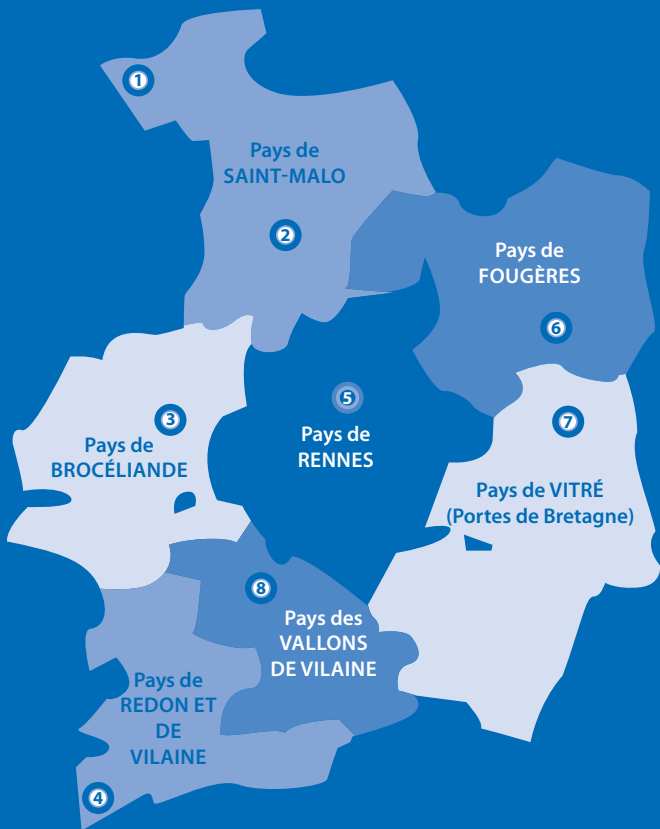 1
Pays de
SAINT-MALO
2
Pays de
FOUGÈRES
6
3
Pays de
BROCÉLIANDE
5
Pays de
RENNES
7
Pays de VITRÉ
(Portes de Bretagne)
8
Pays des
VALLONS
DE VILAINE
Pays de
REDON ET
DE
VILAINE
4